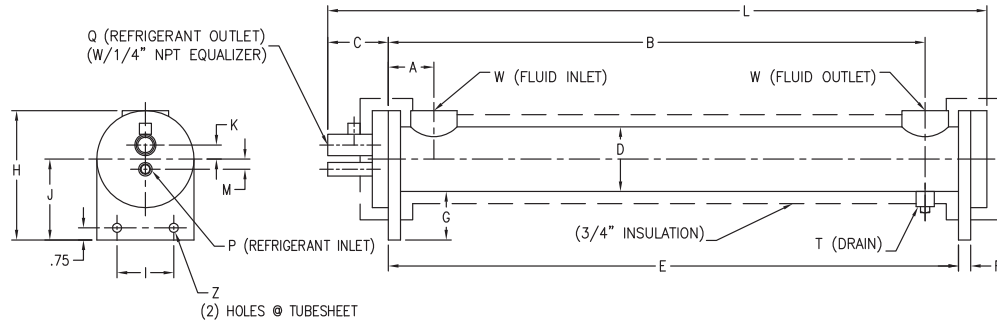 L
Q (REFRIGERANT OUTLET)
(W/1/4" NPT EQUALIZER)
C
B
A
W (FLUID INLET)
W (FLUID OUTLET)
K
H
J
D
M
G
P (REFRIGERANT INLET)
(3/4" INSULATION)
T (DRAIN)
.75
I
E
F
Z
(2) HOLES @ TUBESHEET